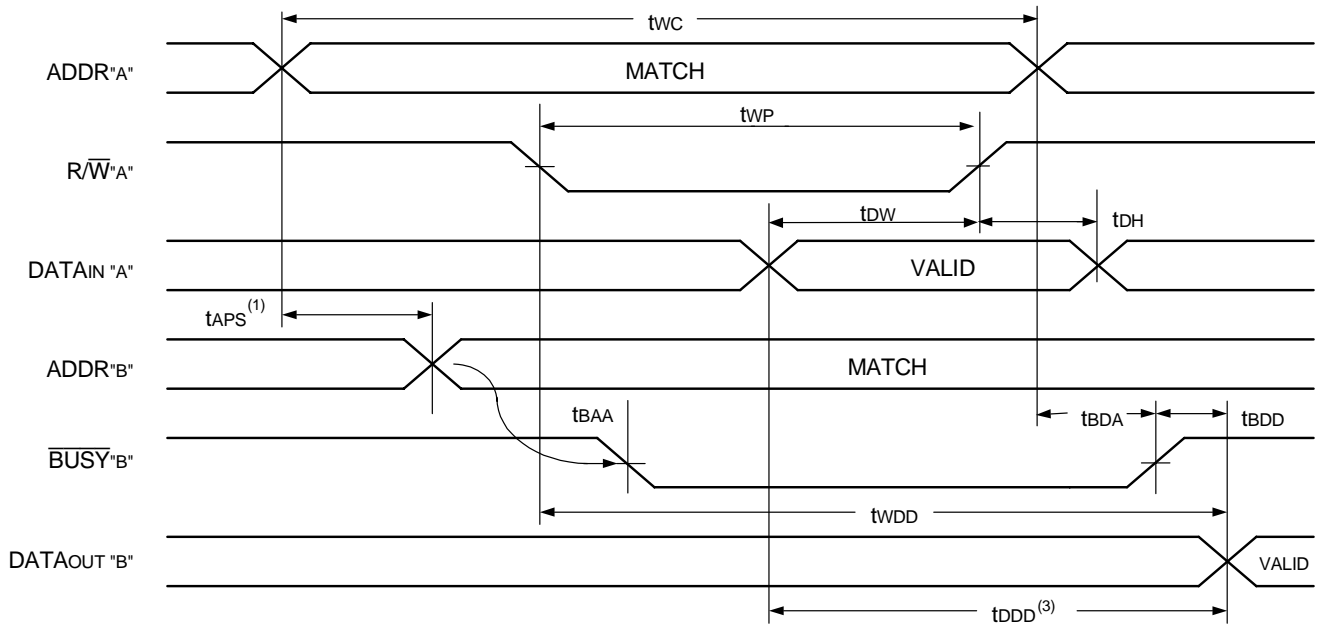 tWC
ADDR"A"
MATCH
tWP
R/W̅"A"
tDW
tDH
DATAIN "A"
VALID
tAPS(1)
ADDR"B"
MATCH
tBAA
tBDA
tBDD
B̅U̅S̅Y̅"B"
tWDD
DATAOUT "B"
VALID
tDDD(3)